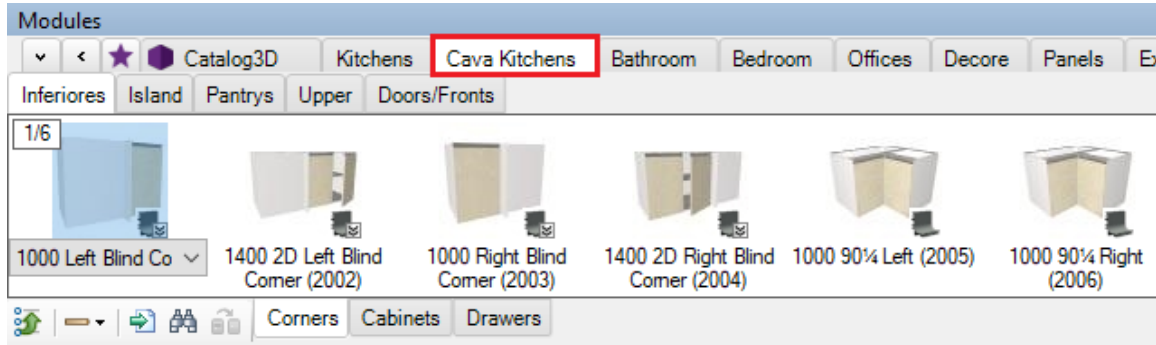 Modules
Catalog3D Kitchens Cava Kitchens Bathroom Bedroom Offices Decore Panels
Inferiores Island Pantrys Upper Doors/Fronts
1/6
1000 Left Blind Co
1400 2D Left Blind Corner (2002)
1000 Right Blind Corner (2003)
1400 2D Right Blind Corner (2004)
1000 90¼ Left (2005)
1000 90¼ Right (2006)
Corners Cabinets Drawers